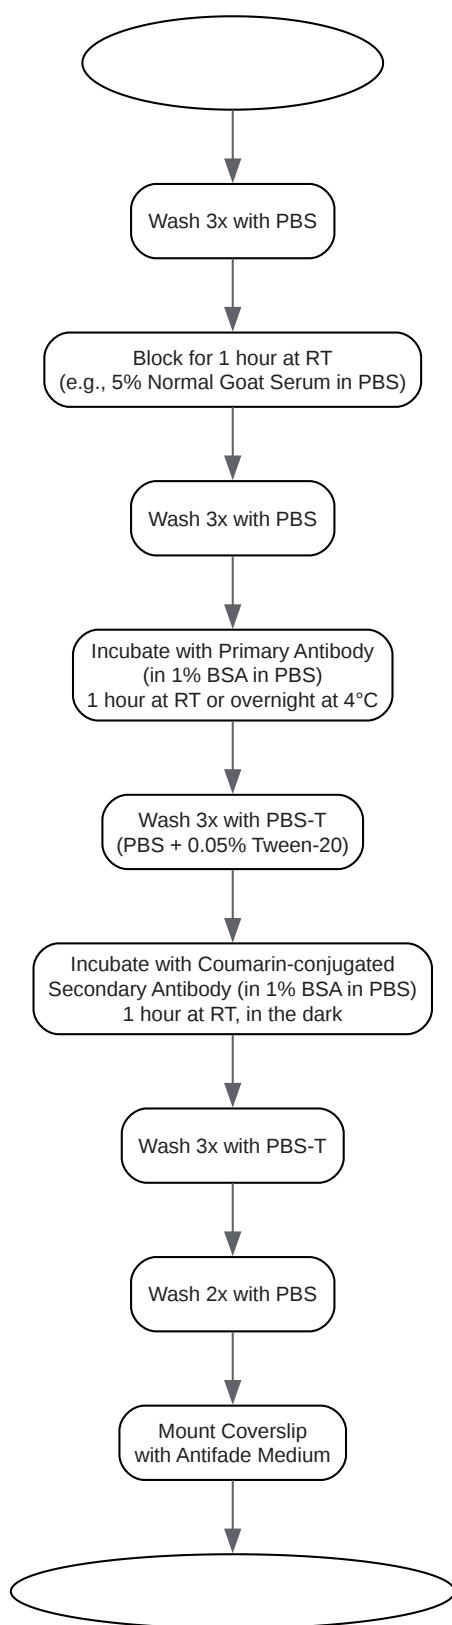 Wash 3x with PBS
Block for 1 hour at RT
(e.g., 5% Normal Goat Serum in PBS)
Wash 3x with PBS
Incubate with Primary Antibody
(in 1% BSA in PBS)
1 hour at RT or overnight at 4°C
Wash 3x with PBS-T
(PBS + 0.05% Tween-20)
Incubate with Coumarin-conjugated
Secondary Antibody (in 1% BSA in PBS)
1 hour at RT, in the dark
Wash 3x with PBS-T
Wash 2x with PBS
Mount Coverslip
with Antifade Medium